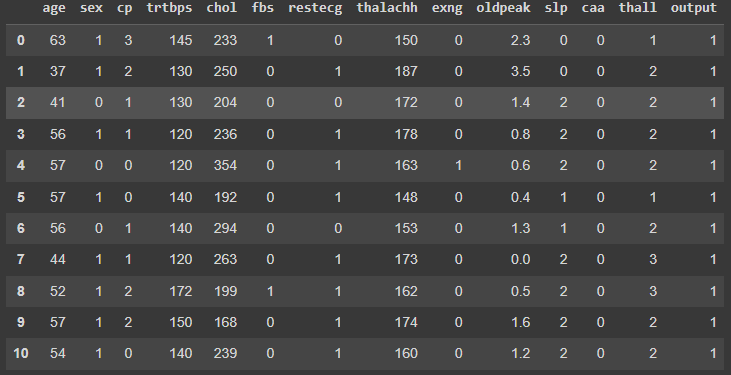 age sex cp trtbps chol fbs restecg thalachh exng oldpeak slp caa thall output
0 63 1 3 145 233 1 0 150 0 2.3 0 0 1 1
1 37 1 2 130 250 0 1 187 0 3.5 0 0 2 1
2 41 0 1 130 204 0 0 172 0 1.4 2 0 2 1
3 56 1 1 120 236 0 1 178 0 0.8 2 0 2 1
4 57 0 0 120 354 0 1 163 1 0.6 2 0 2 1
5 57 1 0 140 192 0 1 148 0 0.4 1 0 1 1
6 56 0 1 140 294 0 0 153 0 1.3 1 0 2 1
7 44 1 1 120 263 0 1 173 0 0.0 2 0 3 1
8 52 1 2 172 199 1 1 162 0 0.5 2 0 3 1
9 57 1 2 150 168 0 1 174 0 1.6 2 0 2 1
10 54 1 0 140 239 0 1 160 0 1.2 2 0 2 1